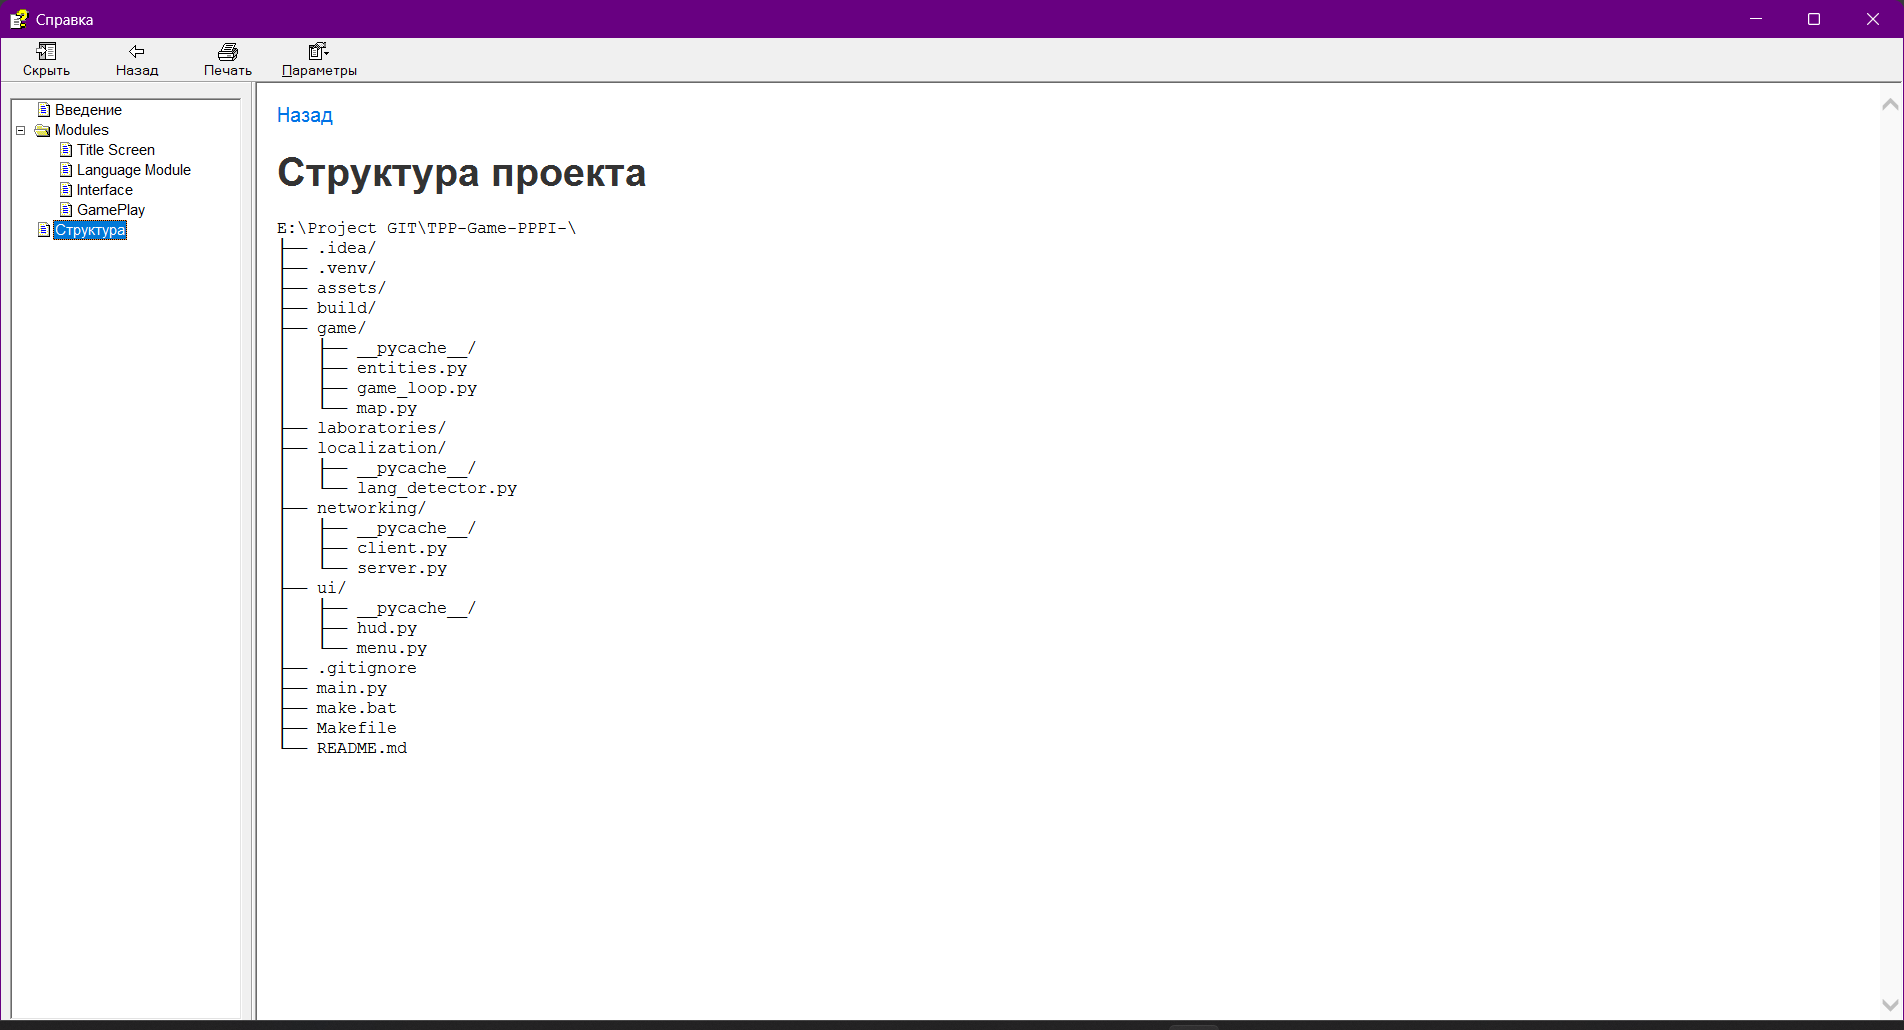 Справка
Скрыть
Назад
Печать
Параметры
Введение
Modules
Title Screen
Language Module
Interface
GamePlay
Структура
Назад
Структура проекта
E:\Project GIT\TPP-Game-PPPI-\
├── .idea/
├── .venv/
├── assets/
├── build/
├── game/
│   ├── __pycache__/
│   ├── entities.py
│   ├── game_loop.py
│   └── map.py
├── laboratories/
├── localization/
│   ├── __pycache__/
│   └── lang_detector.py
├── networking/
│   ├── __pycache__/
│   ├── client.py
│   └── server.py
├── ui/
│   ├── __pycache__/
│   ├── hud.py
│   └── menu.py
├── .gitignore
├── main.py
├── make.bat
├── Makefile
└── README.md